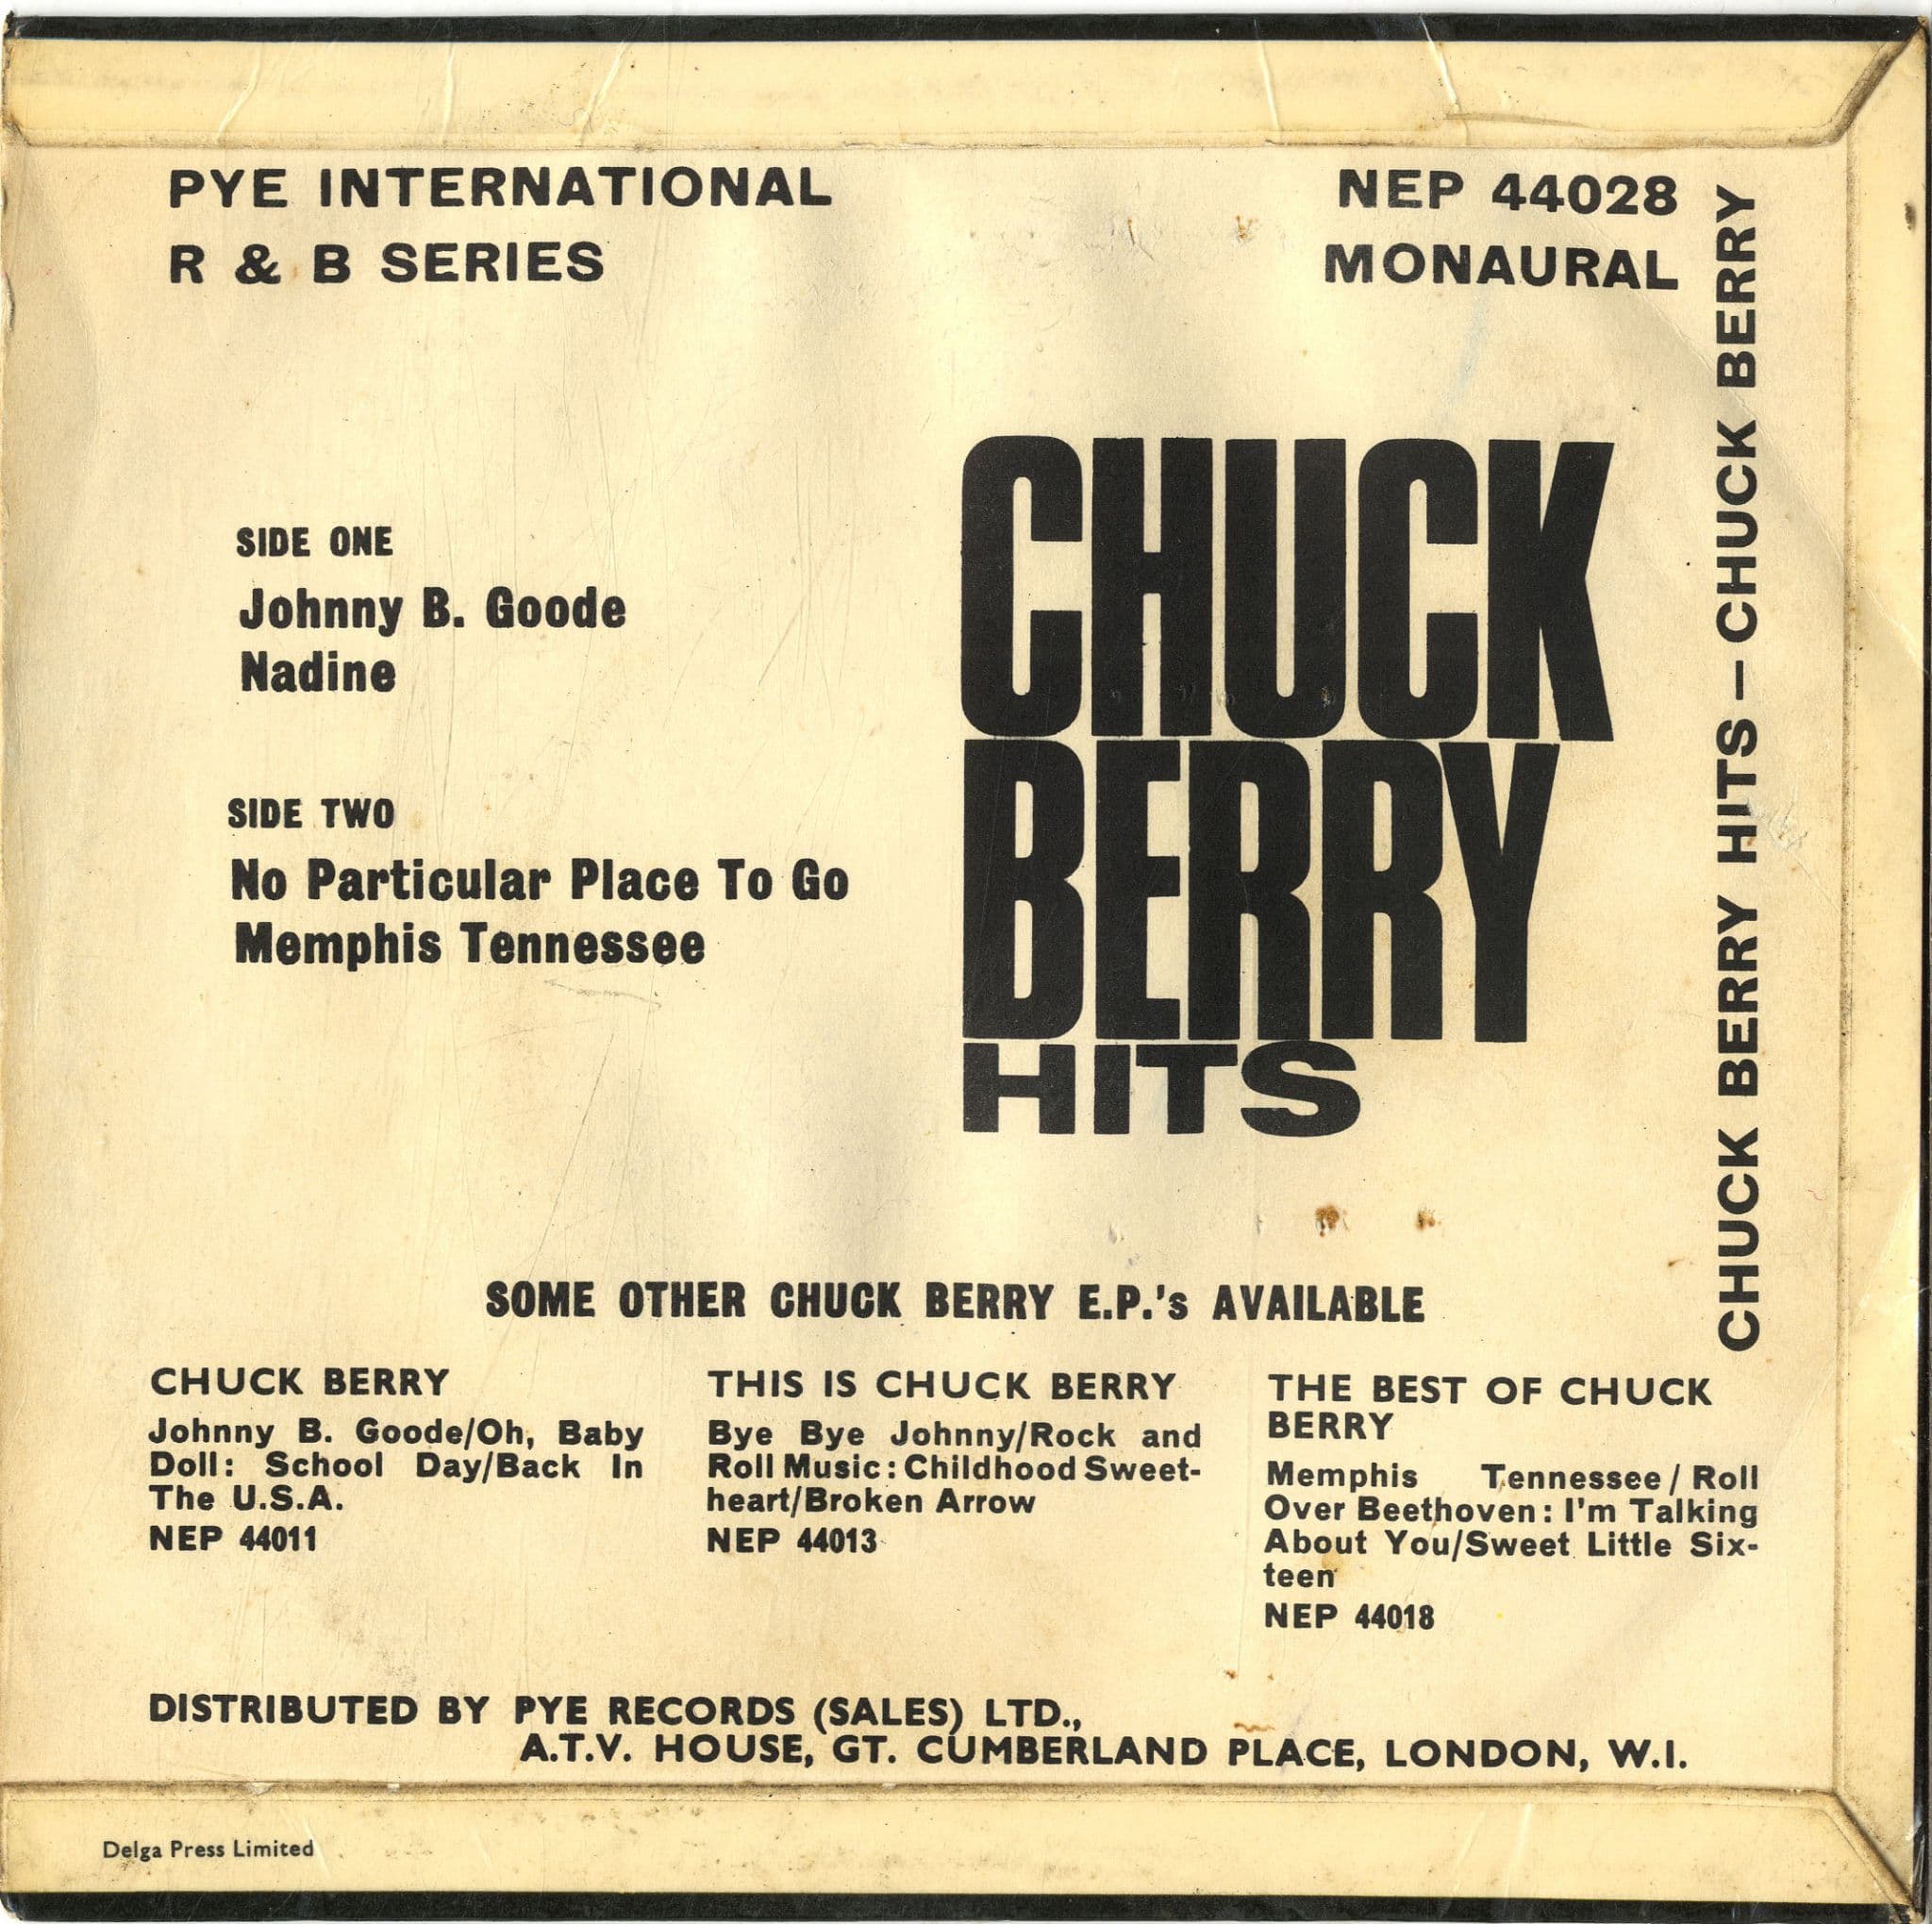 PYE INTERNATIONAL
R & B SERIES
NEP 44028
MONAURAL
SIDE ONE
Johnny B. Goode
Nadine
SIDE TWO
No Particular Place To Go
Memphis Tennessee
CHUCK
BERRY
HITS
CHUCK BERRY HITS – CHUCK BERRY
SOME OTHER CHUCK BERRY E.P.'s AVAILABLE
CHUCK BERRY
Johnny B. Goode/Oh, Baby
Doll: School Day/Back In
The U.S.A.
NEP 44011
THIS IS CHUCK BERRY
Bye Bye Johnny/Rock and
Roll Music: Childhood Sweet-
heart/Broken Arrow
NEP 44013
THE BEST OF CHUCK
BERRY
Memphis Tennessee/Roll
Over Beethoven: I'm Talking
About You/Sweet Little Six-
teen
NEP 44018
DISTRIBUTED BY PYE RECORDS (SALES) LTD.,
A.T.V. HOUSE, GT. CUMBERLAND PLACE, LONDON, W.I.
Delga Press Limited